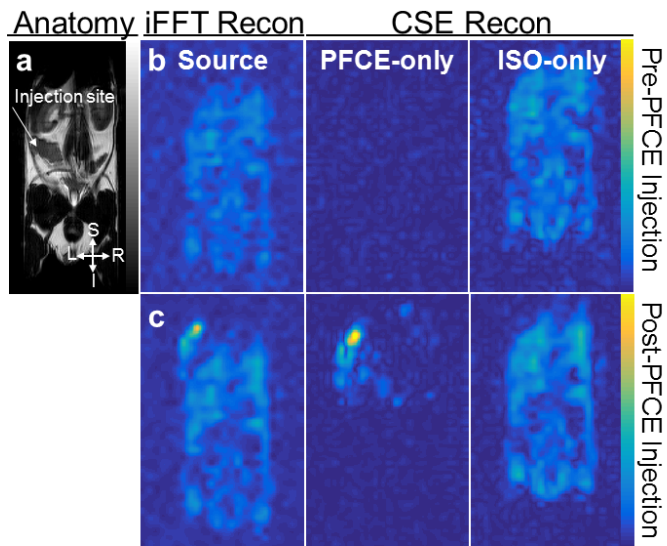 Anatomy iFFT Recon CSE Recon
a
b
Source
PFCE-only
ISO-only
Injection site
S
L R
I
Pre-PFCE Injection
c
Post-PFCE Injection